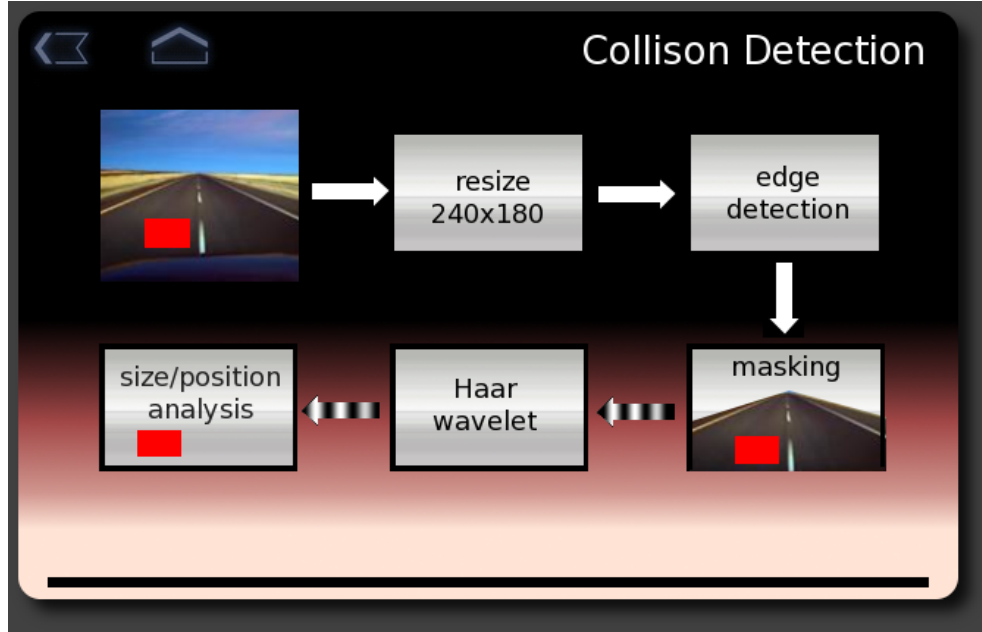 Collison Detection
resize
240x180
edge
detection
masking
Haar
wavelet
size/position
analysis